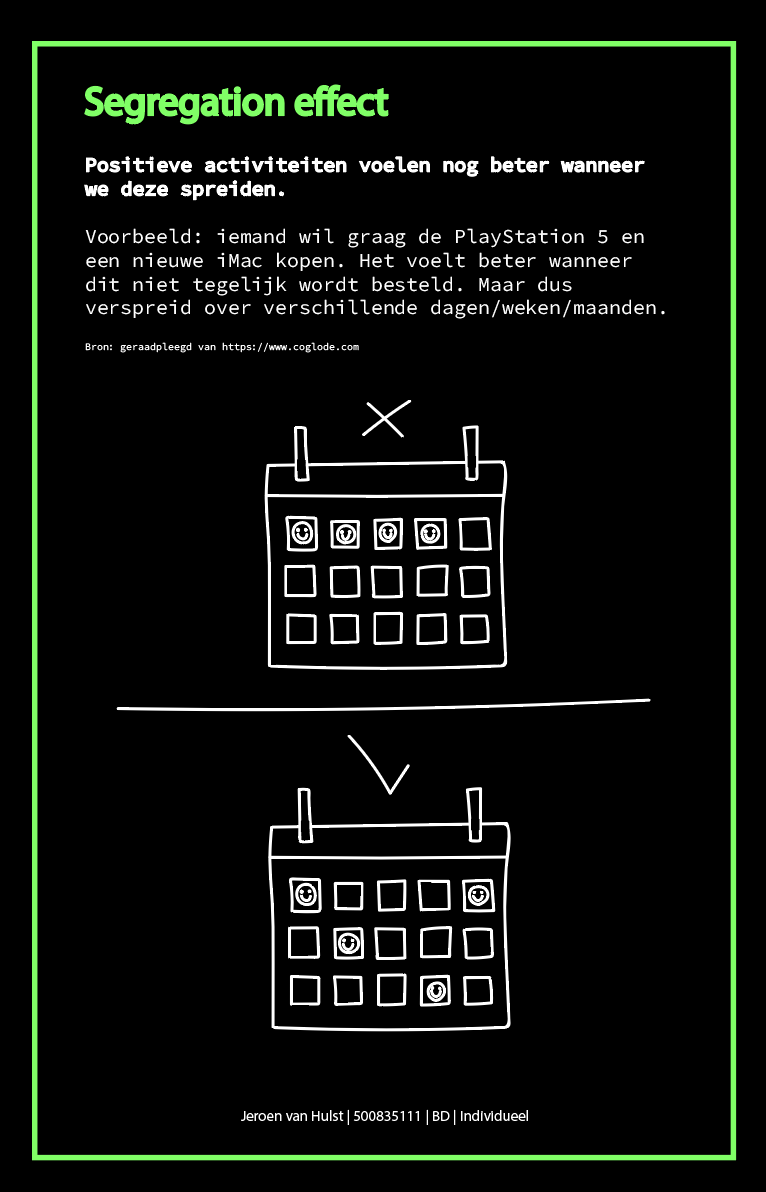 Segregation effect
Positieve activiteiten voelen nog beter wanneer
we deze spreiden.
Voorbeeld: iemand wil graag de PlayStation 5 en
een nieuwe iMac kopen. Het voelt beter wanneer
dit niet tegelijk wordt besteld. Maar dus
verspreid over verschillende dagen/weken/maanden.
Bron: geraadpleegd van https://www.coglode.com
Jeroen van Hulst | 500835111 | BD | Individueel